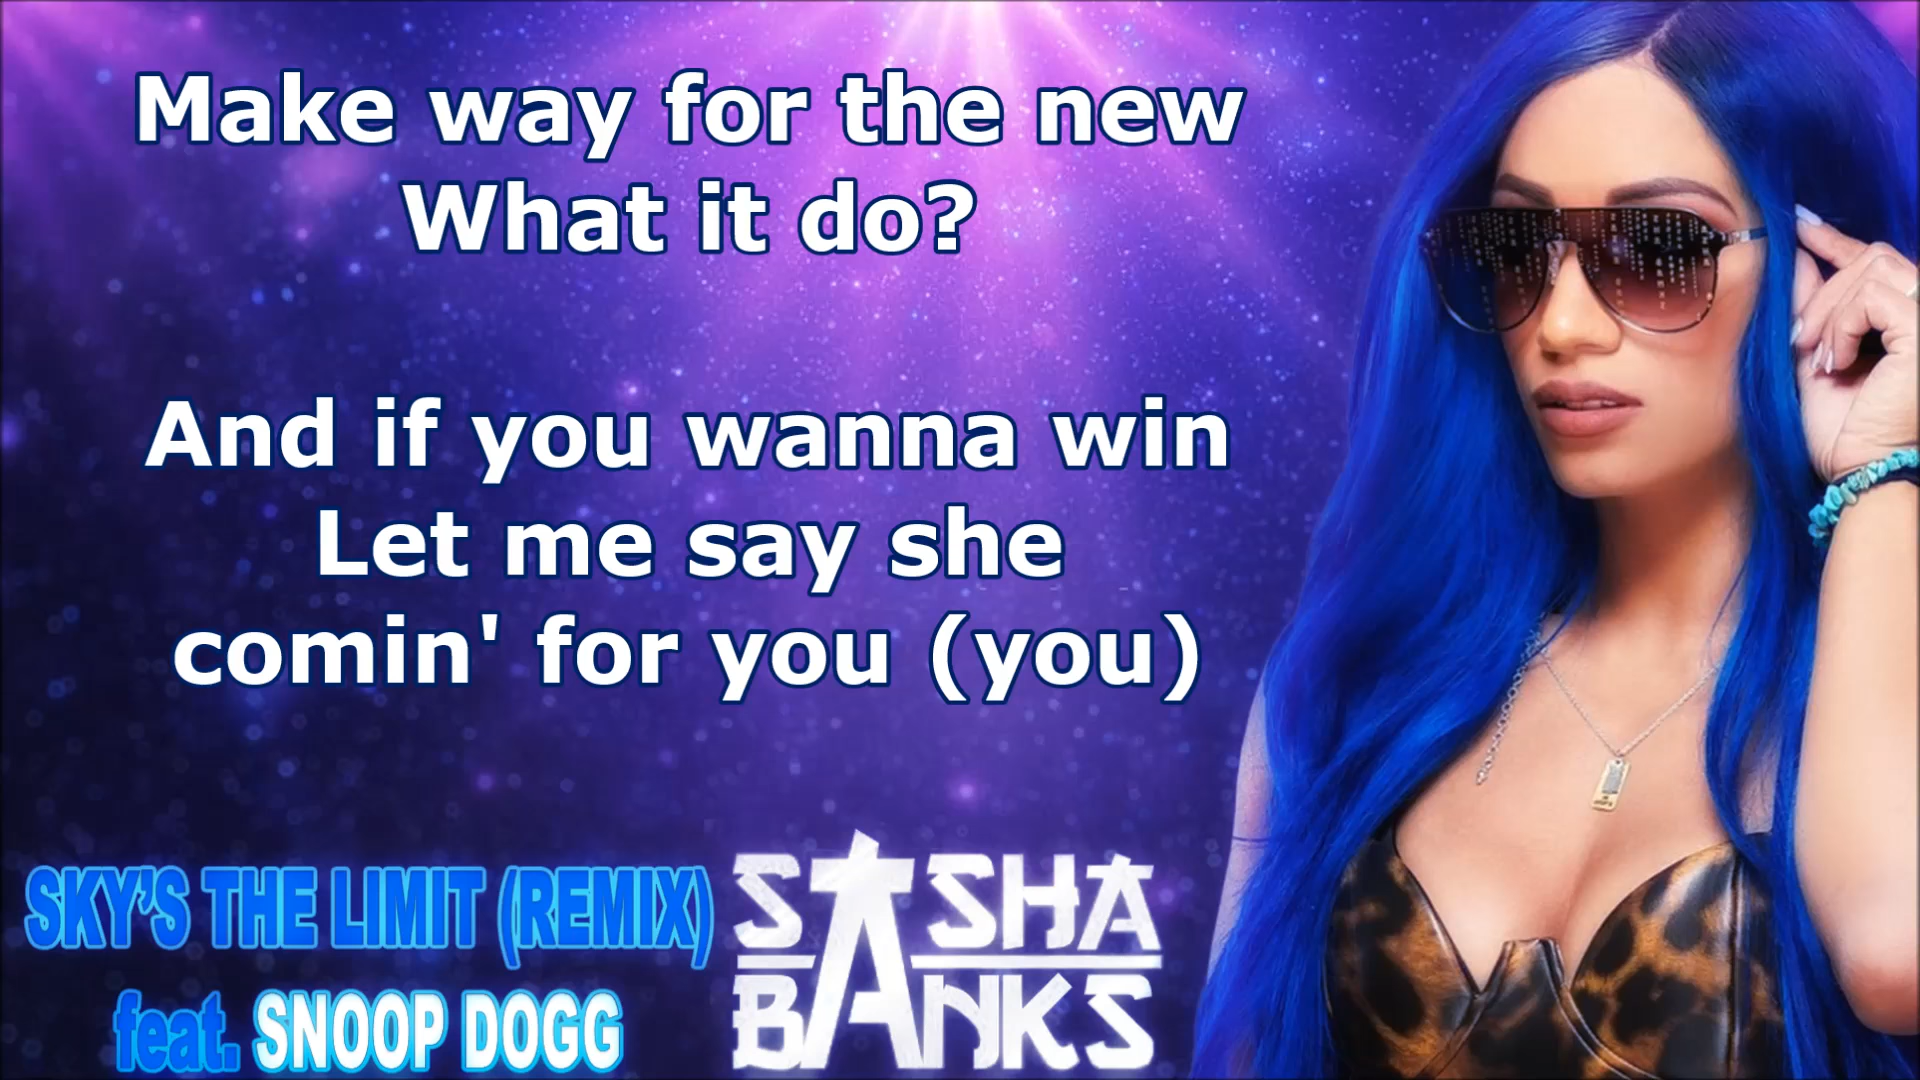 Make way for the new
What it do?
And if you wanna win
Let me say she
comin' for you (you)
SKY'S THE LIMIT (REMIX)
feat. SNOOP DOGG
SASHA
BANKS